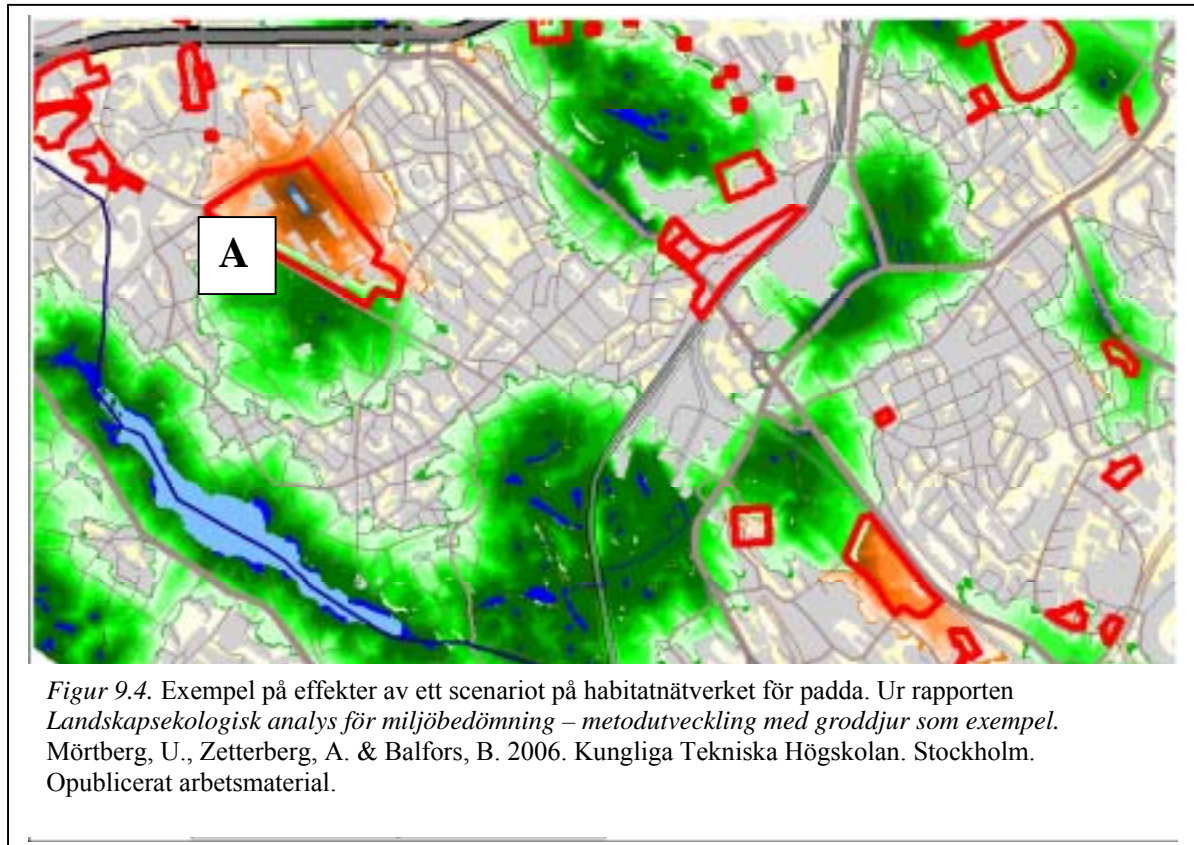 A
Figur 9.4. Exempel på effekter av ett scenariot på habitatnätverket för padda. Ur rapporten
Landskapsekologisk analys för miljöbedömning – metodutveckling med groddjur som exempel.
Mörtberg, U., Zetterberg, A. & Balfors, B. 2006. Kungliga Tekniska Högskolan. Stockholm.
Opublicerat arbetsmaterial.